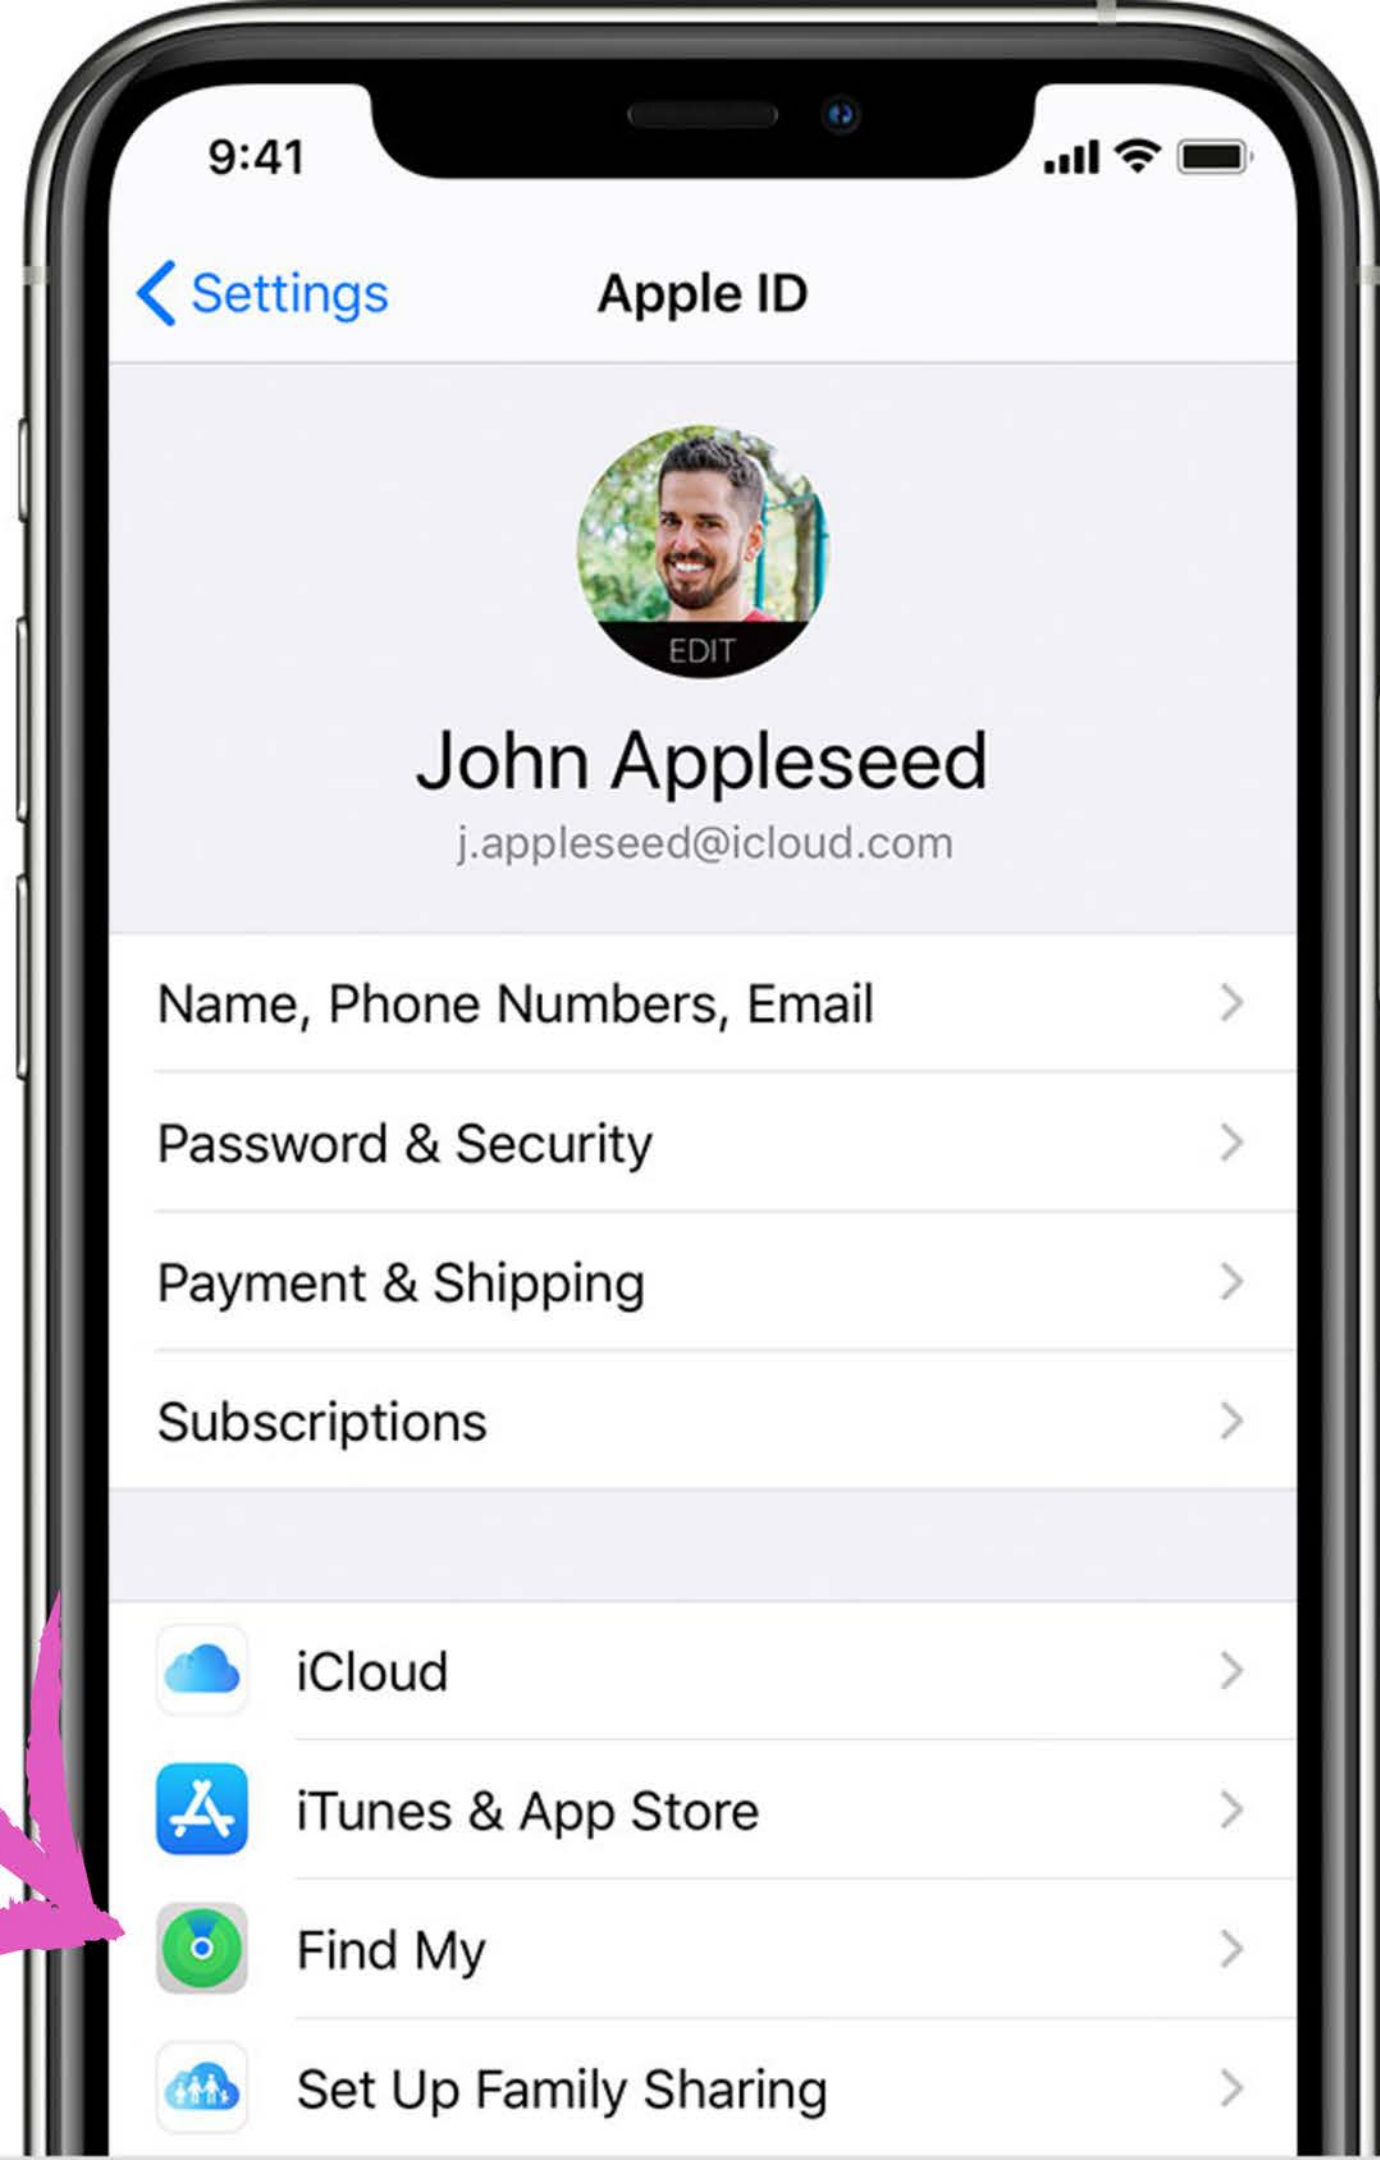 9:41
Settings
Apple ID
EDIT
John Appleseed
j.appleseed@icloud.com
Name, Phone Numbers, Email
Password & Security
Payment & Shipping
Subscriptions
iCloud
iTunes & App Store
Find My
Set Up Family Sharing